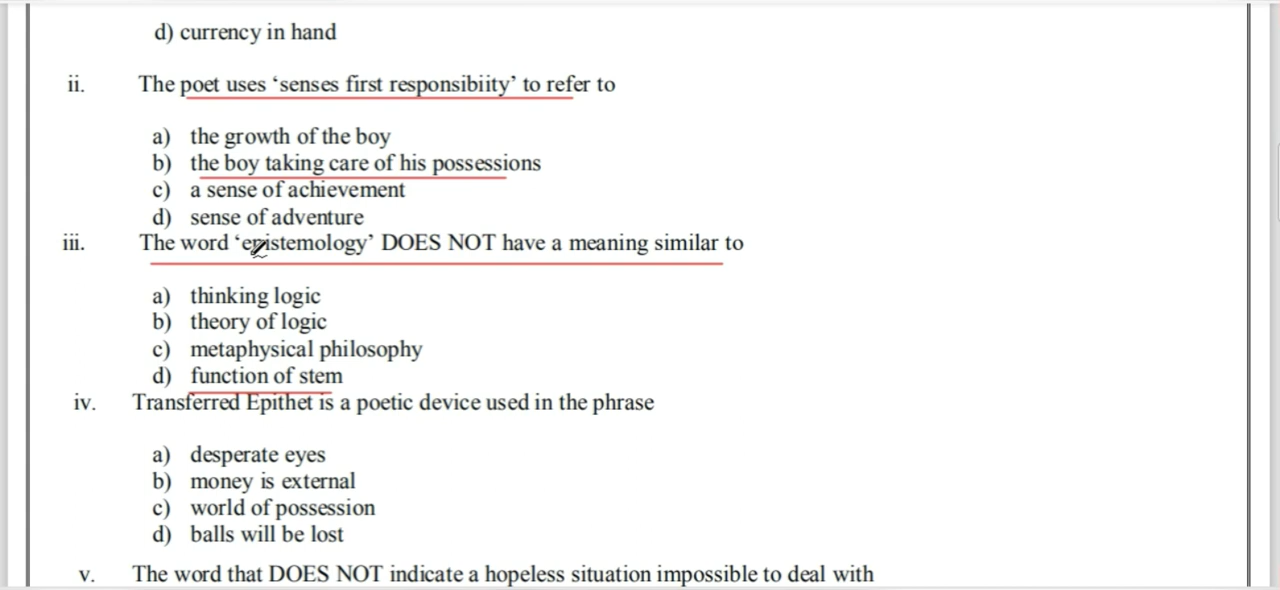 d) currency in hand
ii. The poet uses ‘senses first responsibiity’ to refer to
a) the growth of the boy
b) the boy taking care of his possessions
c) a sense of achievement
d) sense of adventure
iii. The word ‘epistemology’ DOES NOT have a meaning similar to
a) thinking logic
b) theory of logic
c) metaphysical philosophy
d) function of stem
iv. Transferred Epithet is a poetic device used in the phrase
a) desperate eyes
b) money is external
c) world of possession
d) balls will be lost
v. The word that DOES NOT indicate a hopeless situation impossible to deal with